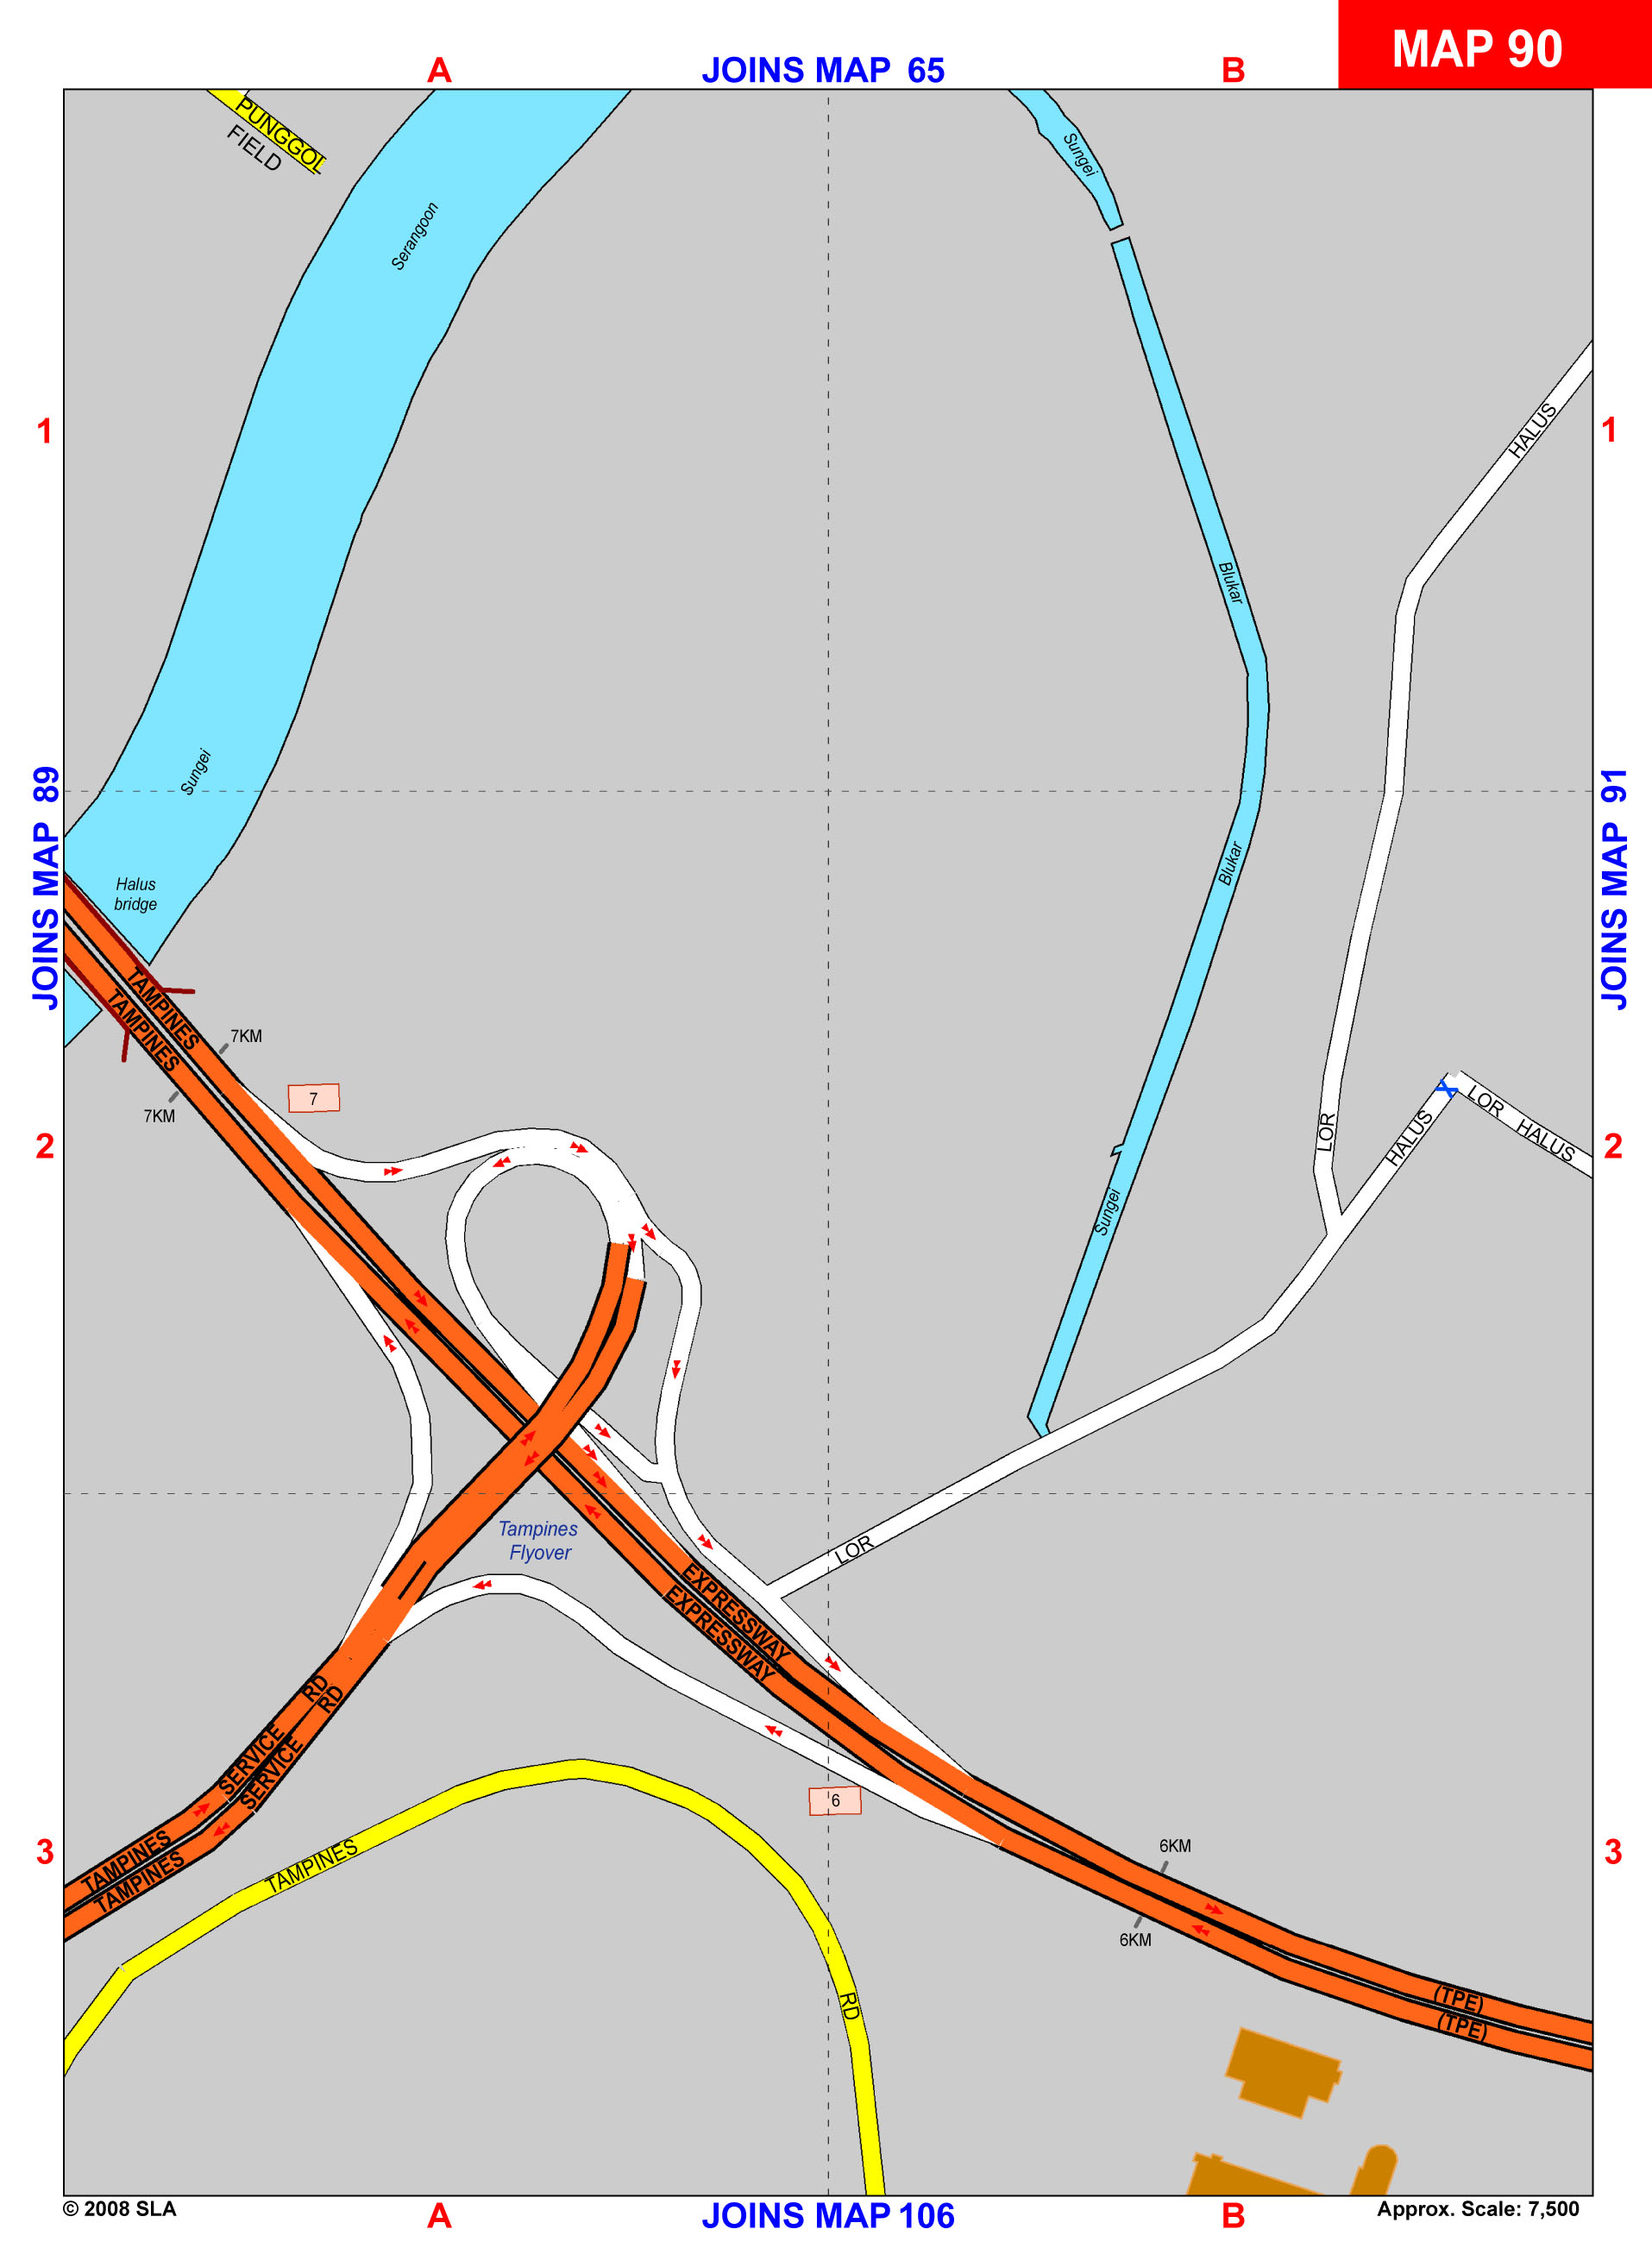 MAP 90
A
JOINS MAP 65
B
PUNGGOL
FIELD
Serangoon
Sungei
1
1
HALUS
Blukar
Sungei
JOINS MAP 89
JOINS MAP 91
Blukar
Halus
bridge
TAMPINES
TAMPINES
7KM
7KM
7
2
2
LOR
HALUS
LOR HALUS
Sungei
Tampines
Flyover
LOR
EXPRESSWAY
EXPRESSWAY
RD
RD
SERVICE
SERVICE
6
3
3
TAMPINES
TAMPINES
TAMPINES
6KM
6KM
RD
(TPE)
(TPE)
© 2008 SLA
A
JOINS MAP 106
B
Approx. Scale: 7,500